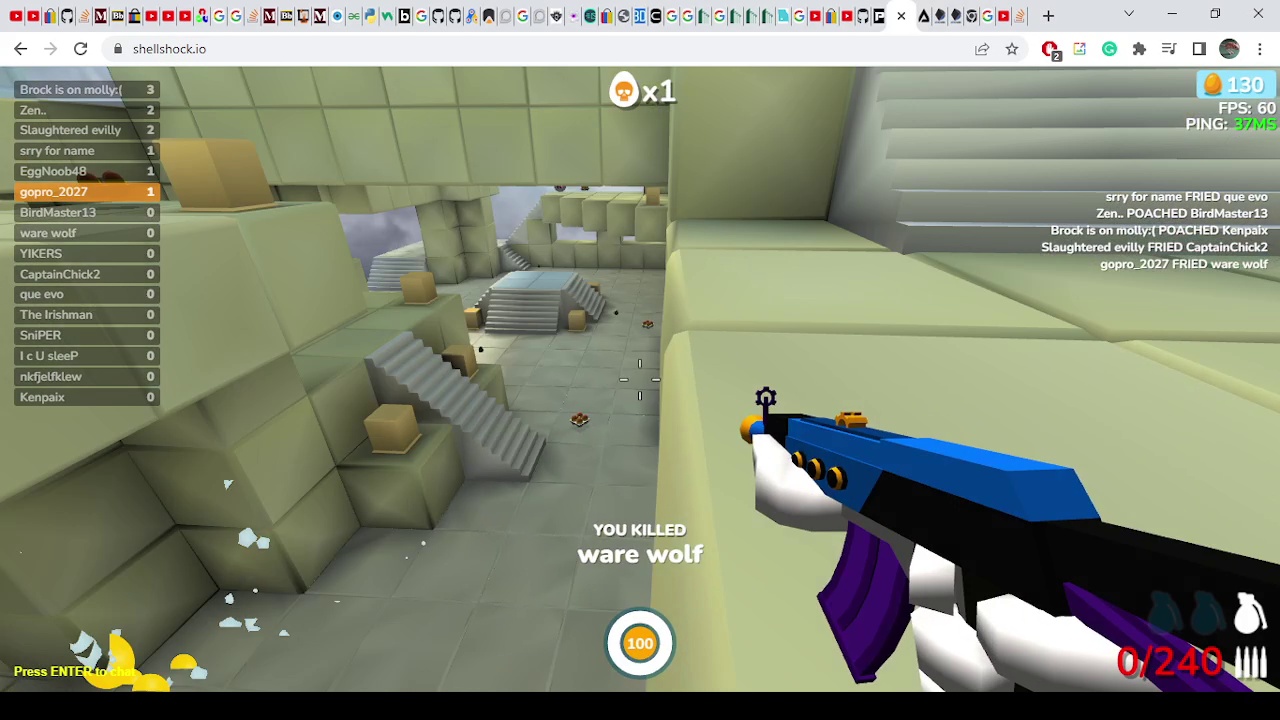 shellshock.io
2
Brock is on molly:( 3
Zen.. 2
Slaughtered evilly 2
srry for name 1
EggNoob48 1
gopro_2027 1
BirdMaster13 0
ware wolf 0
YIKERS 0
CaptainChick2 0
que evo 0
The Irishman 0
SniPER 0
I c U sleeP 0
nkfjelfklew 0
Kenpaix 0
x1
130
FPS: 60
PING: 37MS
srry for name FRIED que evo
Zen.. POACHED BirdMaster13
Brock is on molly:( POACHED Kenpaix
Slaughtered evilly FRIED CaptainChick2
gopro_2027 FRIED ware wolf
YOU KILLED
ware wolf
100
Press ENTER to chat
0/240